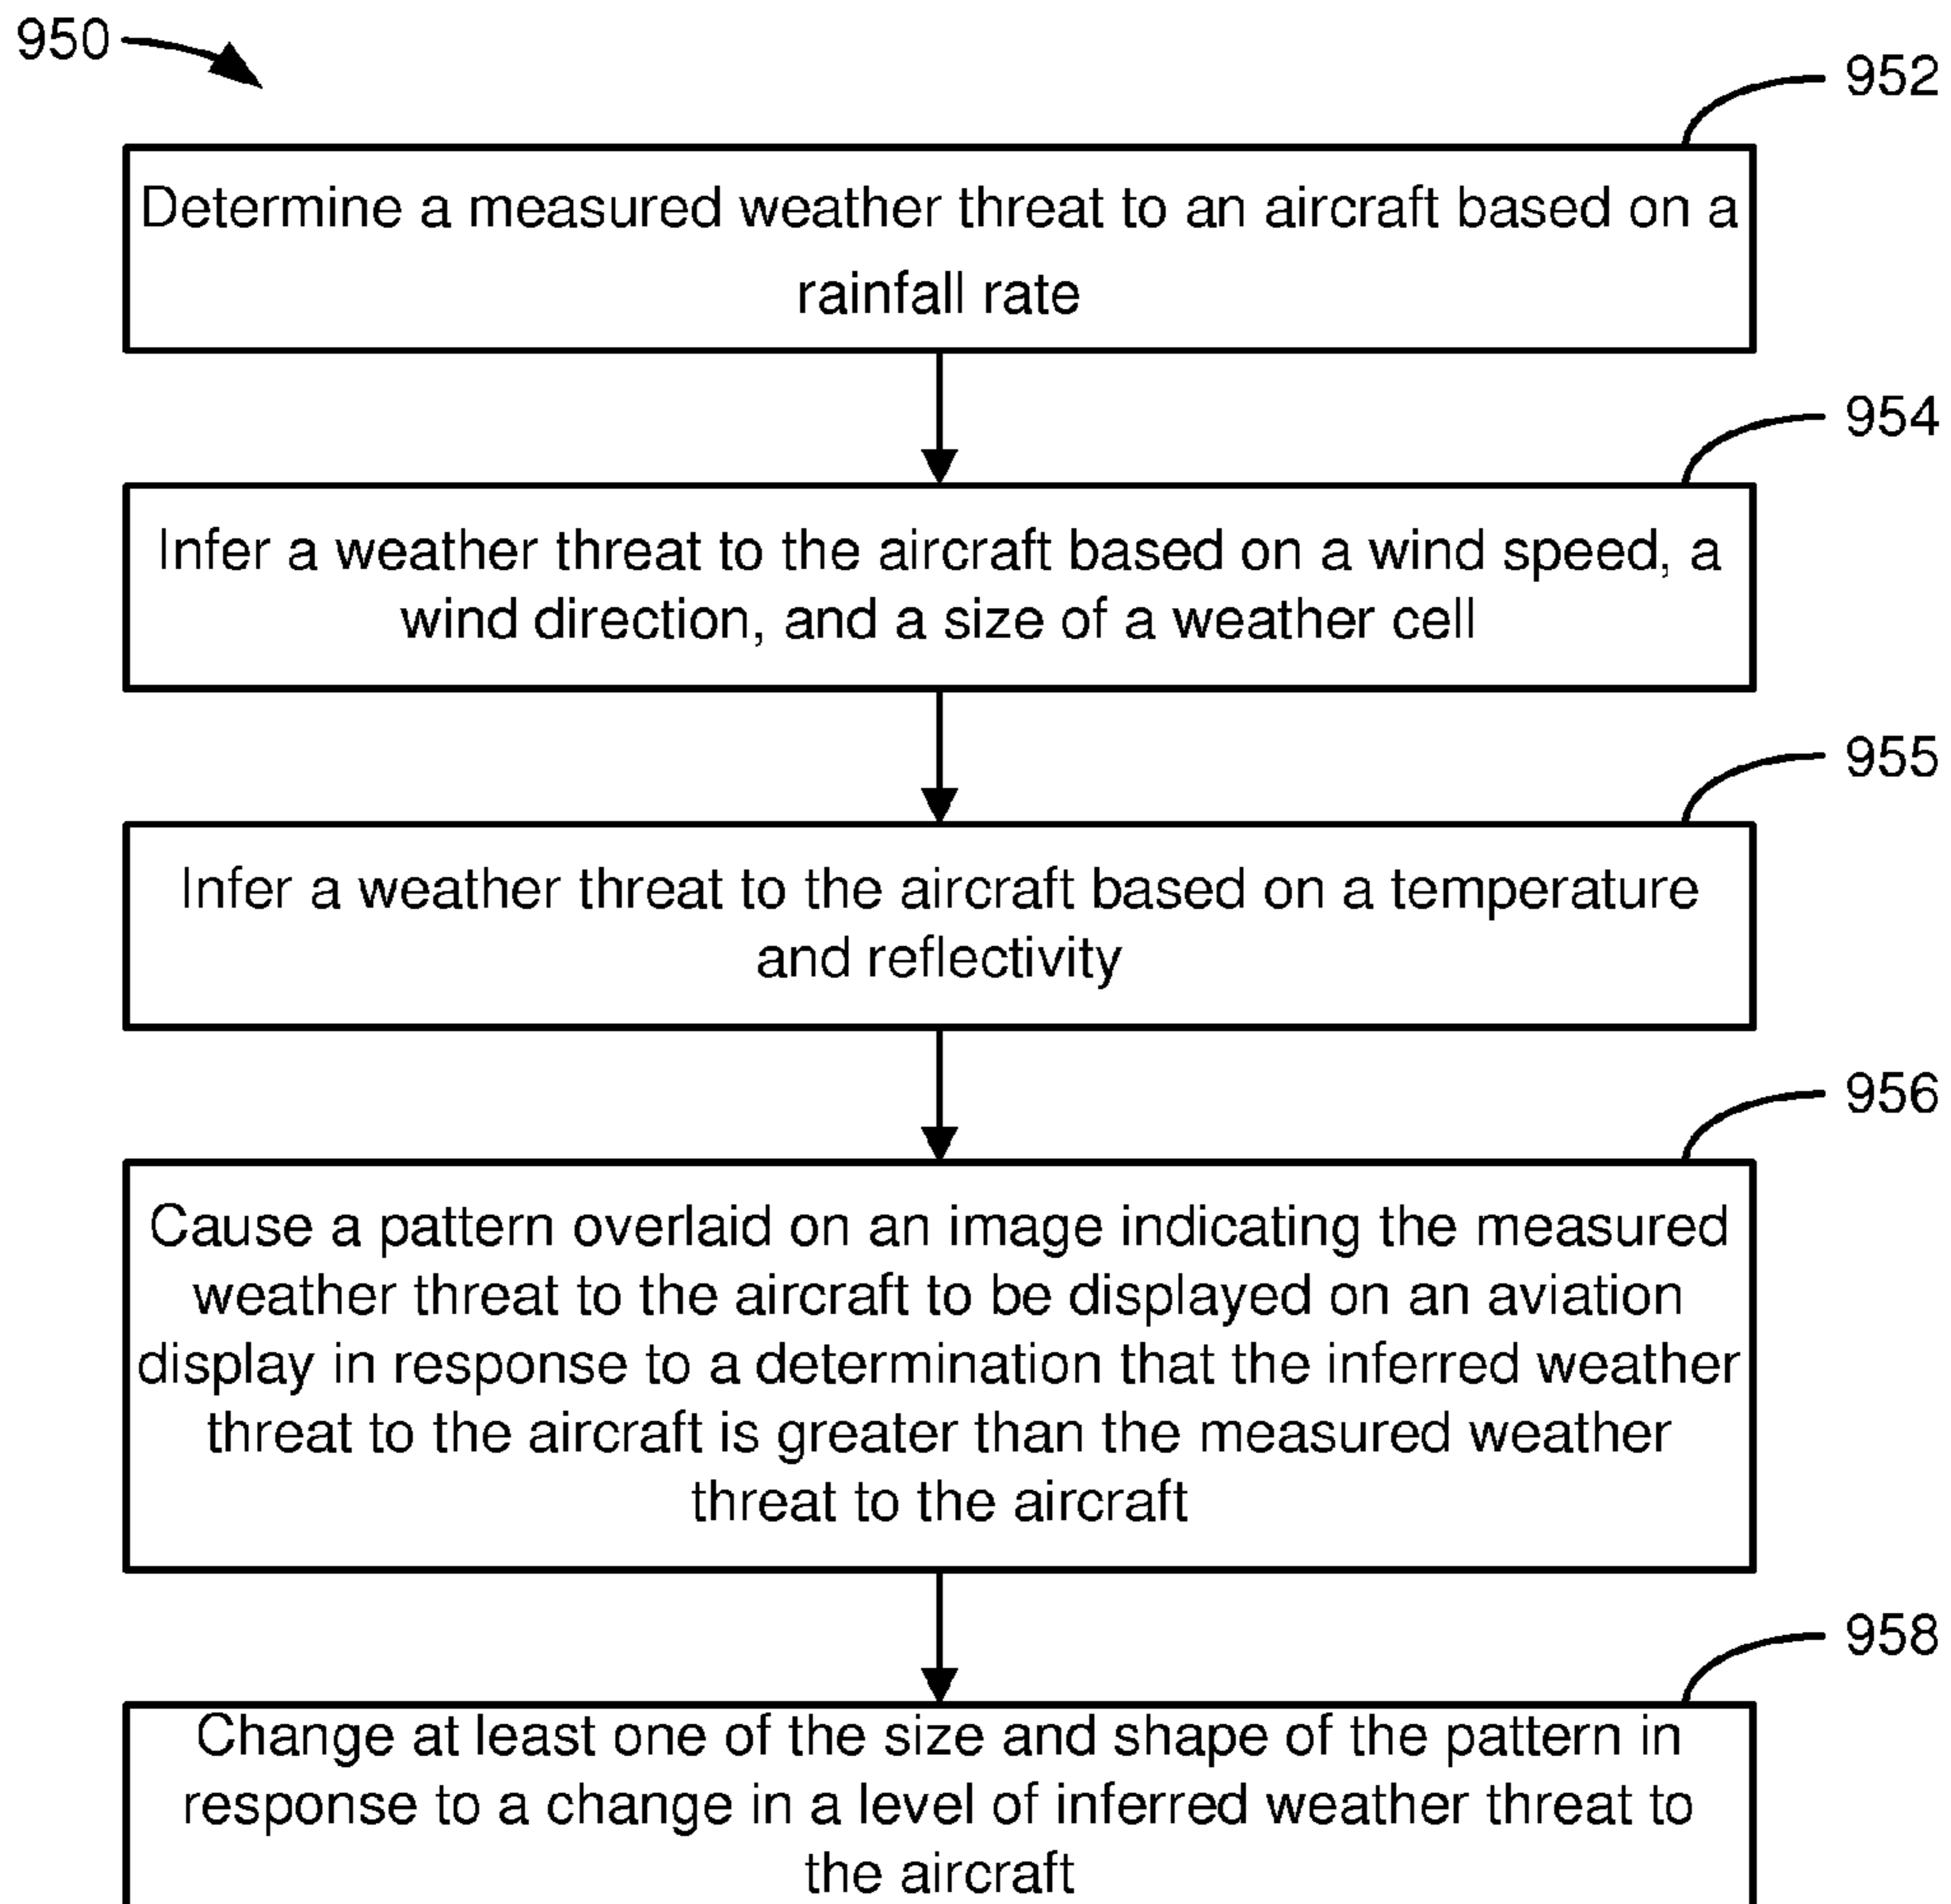 950
952
Determine a measured weather threat to an aircraft based on a
rainfall rate
954
Infer a weather threat to the aircraft based on a wind speed, a
wind direction, and a size of a weather cell
955
Infer a weather threat to the aircraft based on a temperature
and reflectivity
956
Cause a pattern overlaid on an image indicating the measured
weather threat to the aircraft to be displayed on an aviation
display in response to a determination that the inferred weather
threat to the aircraft is greater than the measured weather
threat to the aircraft
958
Change at least one of the size and shape of the pattern in
response to a change in a level of inferred weather threat to
the aircraft